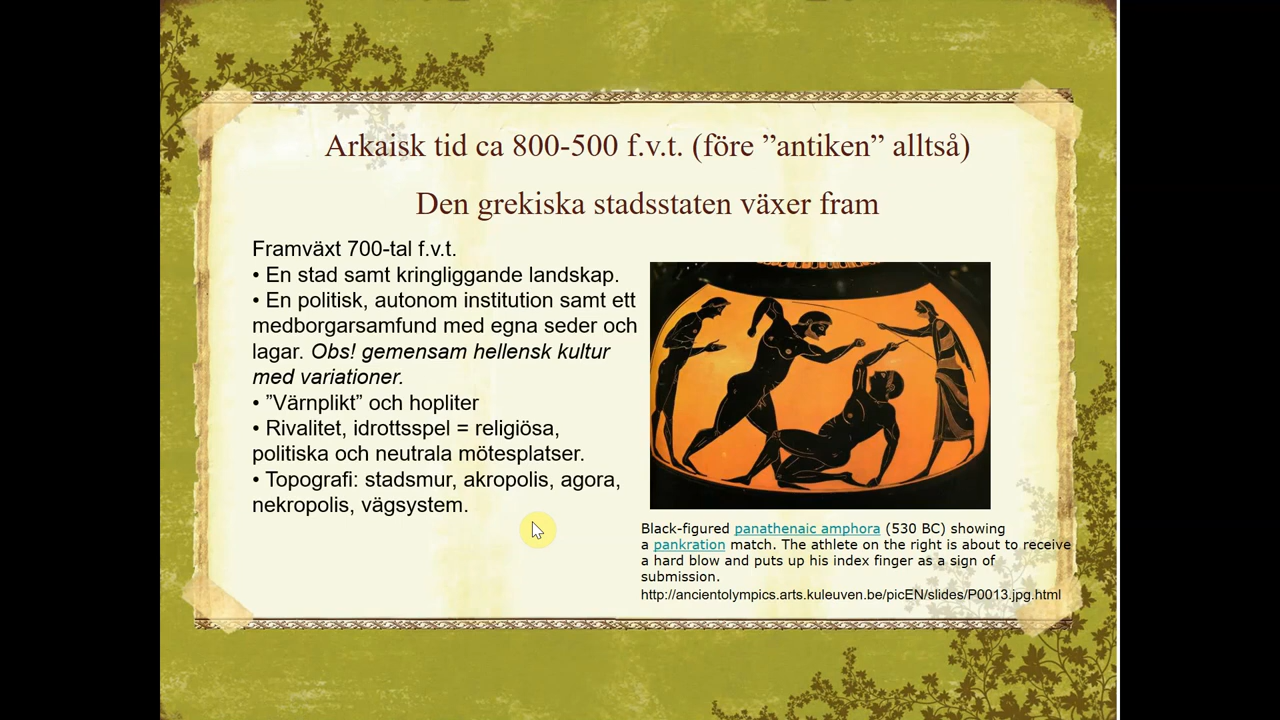 Arkaisk tid ca 800-500 f.v.t. (före ”antiken” alltså)
Den grekiska stadsstaten växer fram
Framväxt 700-tal f.v.t.
• En stad samt kringliggande landskap.
• En politisk, autonom institution samt ett
medborgarsamfund med egna seder och
lagar. Obs! gemensam hellensk kultur
med variationer.
• ”Värnplikt” och hopliter
• Rivalitet, idrottsspel = religiösa,
politiska och neutrala mötesplatser.
• Topografi: stadsmur, akropolis, agora,
nekropolis, vägsystem.
Black-figured panathenaic amphora (530 BC) showing
a pankration match. The athlete on the right is about to receive
a hard blow and puts up his index finger as a sign of
submission.
http://ancientolympics.arts.kuleuven.be/picEN/slides/P0013.jpg.html